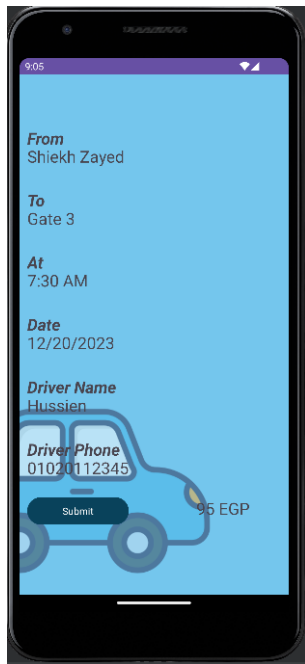 9:05
From
Shiekh Zayed
To
Gate 3
At
7:30 AM
Date
12/20/2023
Driver Name
Hussien
Driver Phone
01020112345
Submit
95 EGP